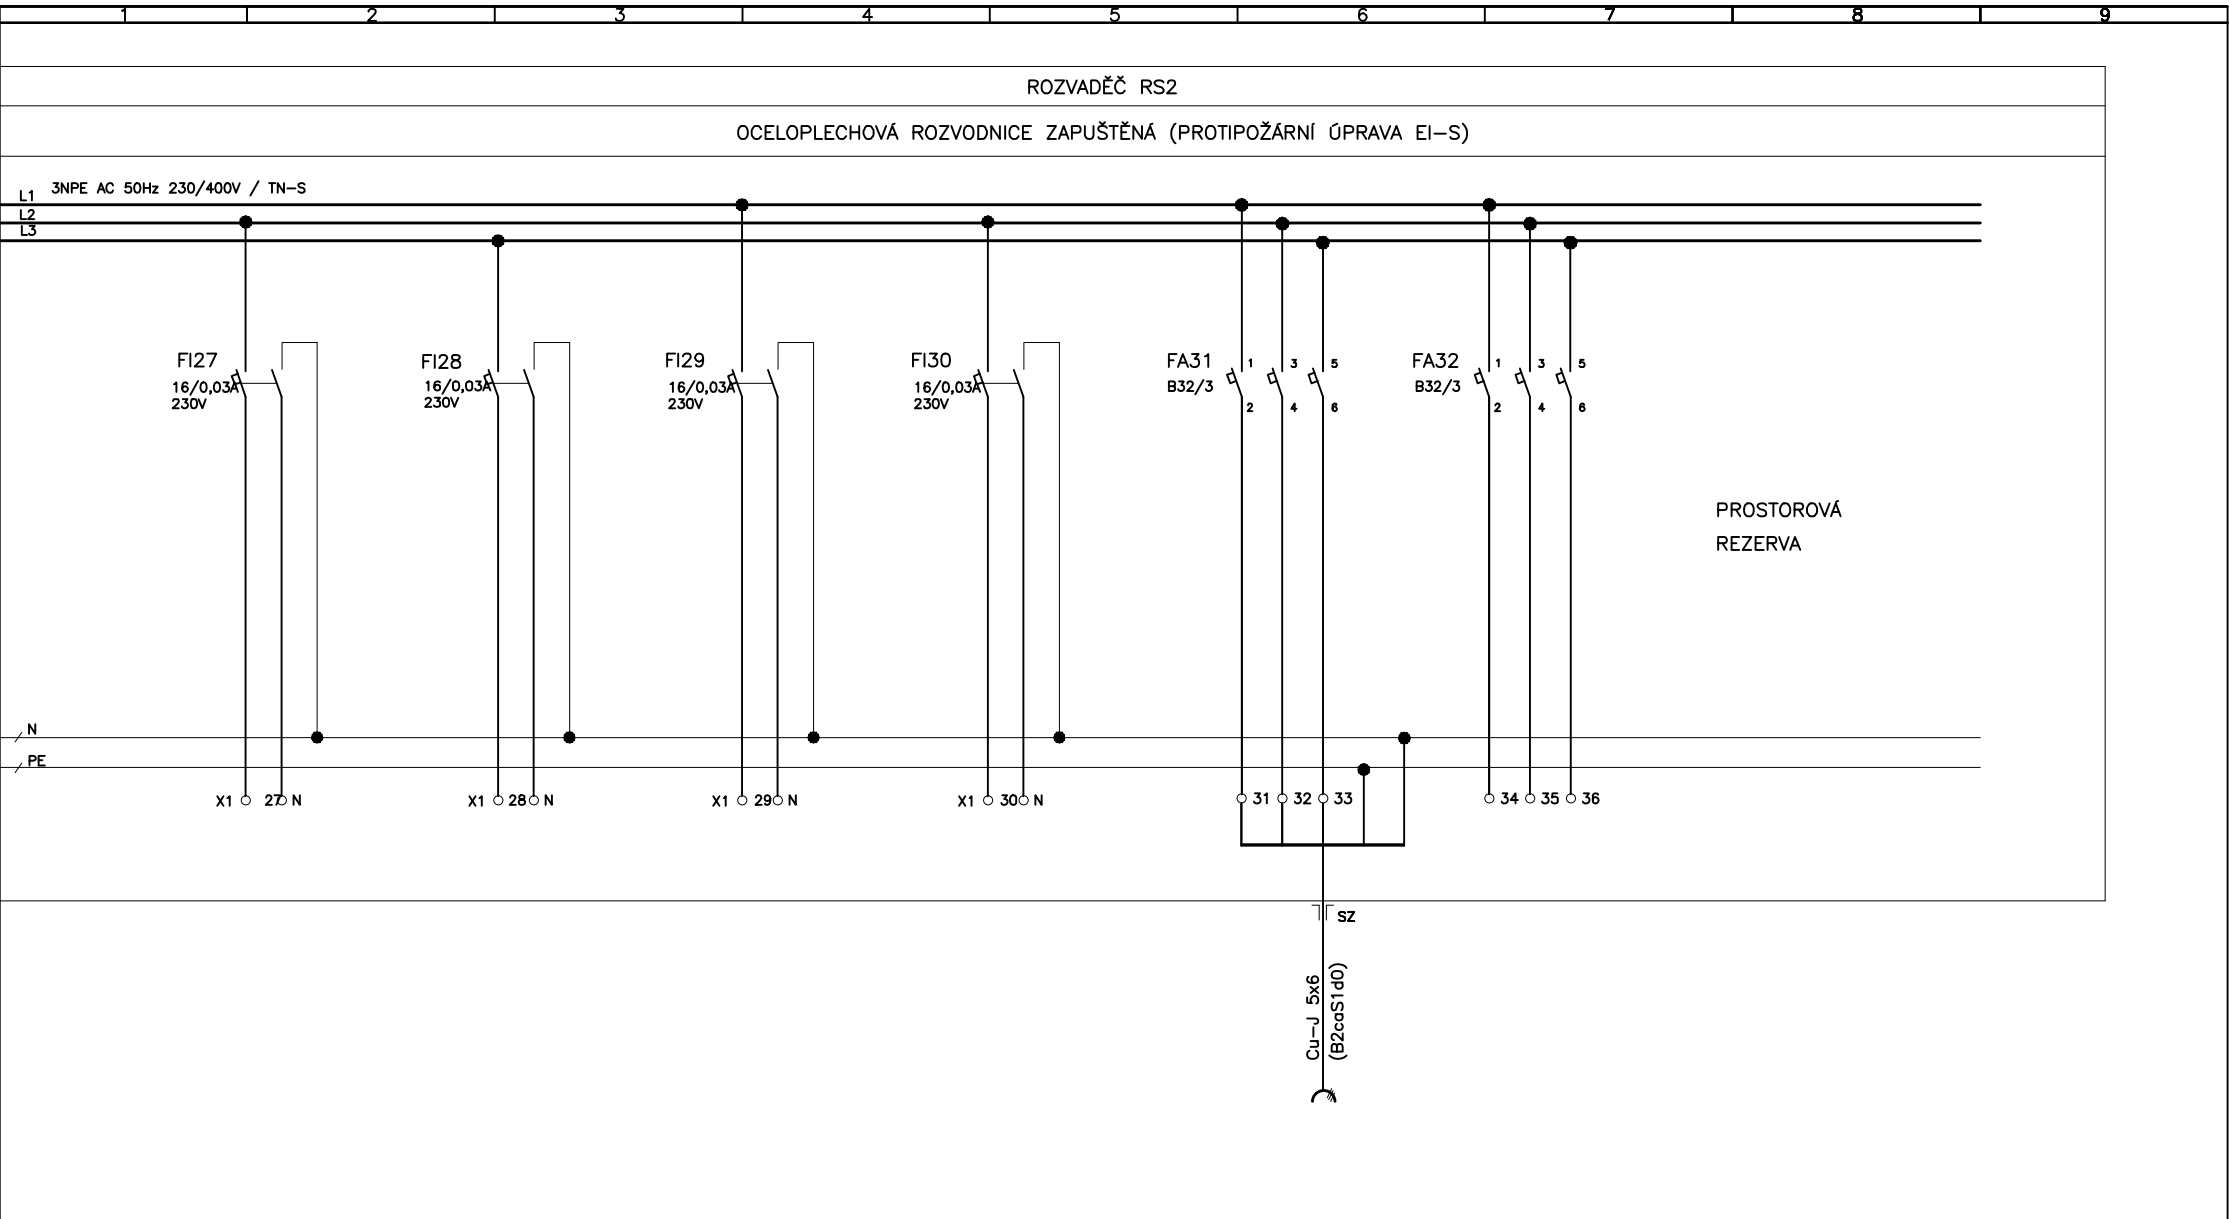 1 2 3 4 5 6 7 8 9
ROZVADĚČ RS2
OCELOPLECHOVÁ ROZVODNICE ZAPUŠTĚNÁ (PROTIPOŽÁRNÍ ÚPRAVA EI-S)
3NPE AC 50Hz 230/400V / TN-S
L1
L2
L3
FI27
16/0,03A
230V
FI28
16/0,03A
230V
FI29
16/0,03A
230V
FI30
16/0,03A
230V
FA31
B32/3
1 3 5
2 4 6
FA32
B32/3
1 3 5
2 4 6
PROSTOROVÁ
REZERVA
N
PE
X1 27 N
X1 28 N
X1 29 N
X1 30 N
31 32 33
34 35 36
SZ
Cu-J 5x6
(B2caS1d0)